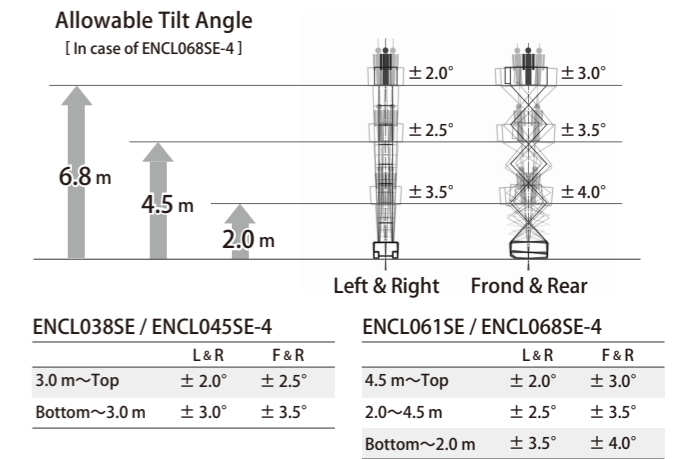 Allowable Tilt Angle
[ In case of ENCL068SE-4 ]
± 2.0° ± 3.0°
± 2.5° ± 3.5°
6.8 m
4.5 m
± 3.5° ± 4.0°
2.0 m
Left & Right Frond & Rear
ENCL038SE / ENCL045SE-4
L & R F & R
3.0 m～Top ± 2.0° ± 2.5°
Bottom～3.0 m ± 3.0° ± 3.5°
ENCL061SE / ENCL068SE-4
L & R F & R
4.5 m～Top ± 2.0° ± 3.0°
2.0～4.5 m ± 2.5° ± 3.5°
Bottom～2.0 m ± 3.5° ± 4.0°